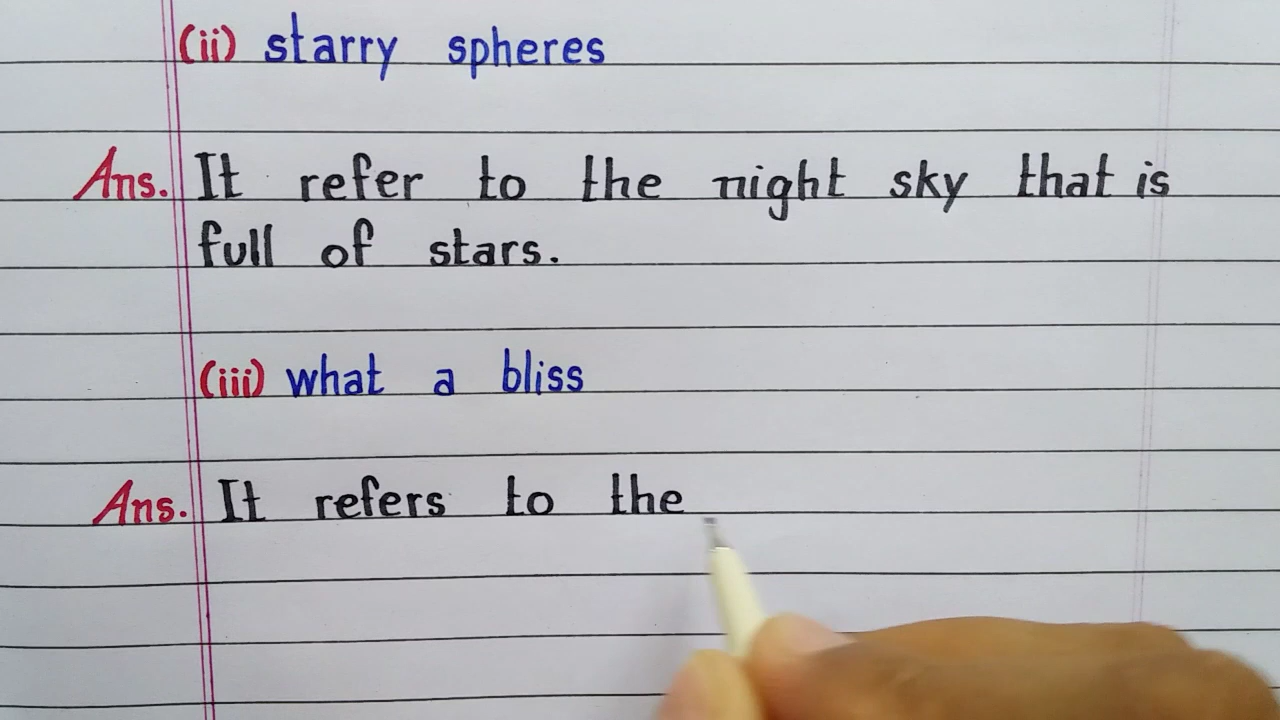 (ii) starry spheres
Ans. It refer to the night sky that is
full of stars.
(iii) what a bliss
Ans. It refers to the